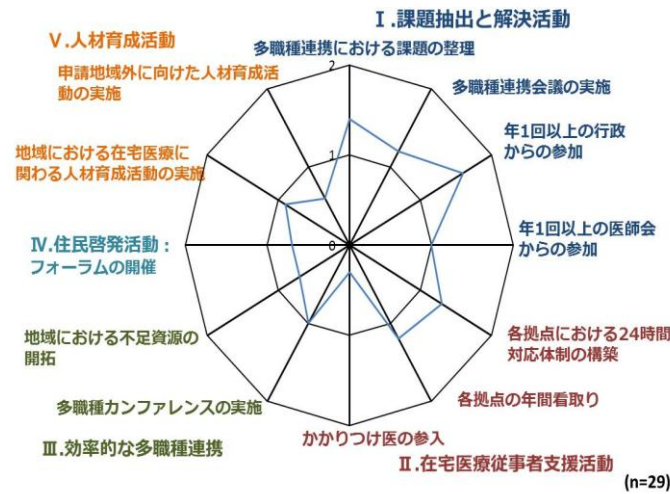 Ⅰ.課題抽出と解決活動
多職種連携における課題の整理
多職種連携会議の実施
年1回以上の行政
からの参加
年1回以上の医師会
からの参加
各拠点における24時間
対応体制の構築
各拠点の年間看取り
Ⅱ.在宅医療従事者支援活動
かかりつけ医の参入
Ⅲ.効率的な多職種連携
多職種カンファレンスの実施
地域における不足資源の
開拓
Ⅳ.住民啓発活動：
フォーラムの開催
地域における在宅医療に
関わる人材育成活動の実施
申請地域外に向けた人材育成活
動の実施
Ⅴ.人材育成活動
2
1
0
(n=29)